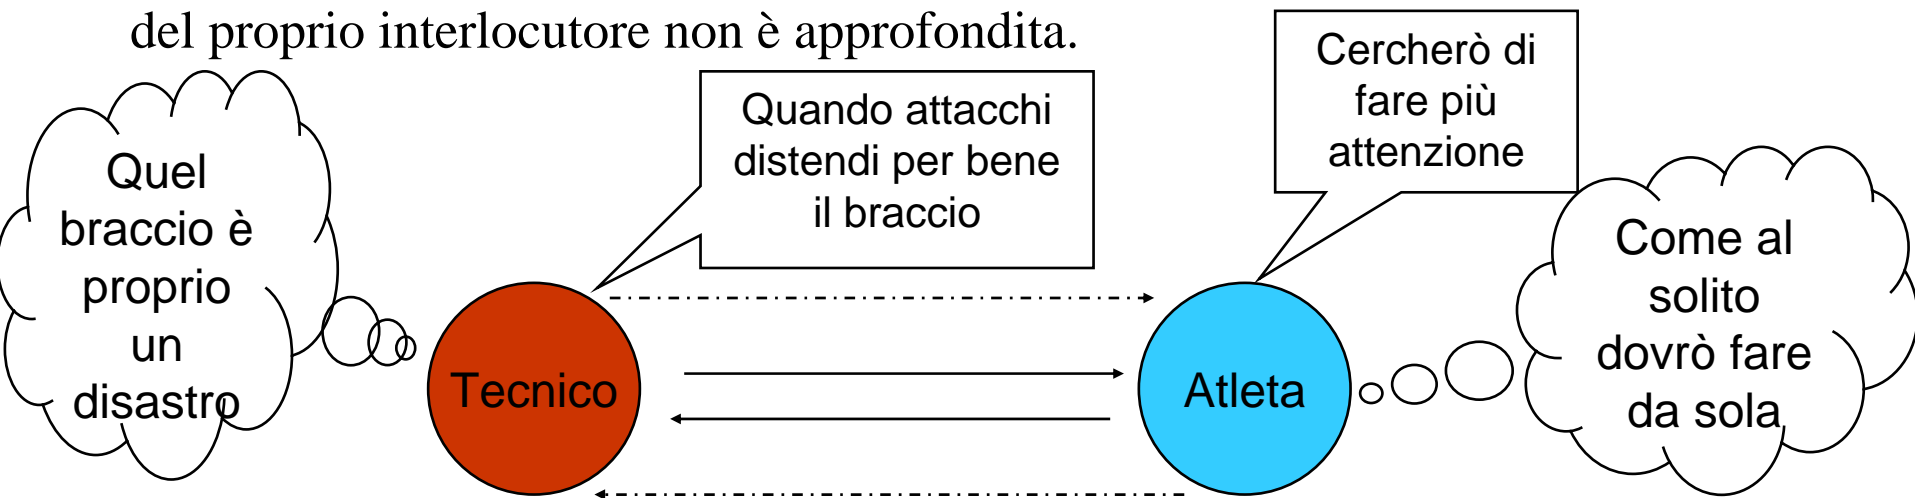 del proprio interlocutore non è approfondita.
Quel
braccio è
proprio
un
disastro
Quando attacchi
distendi per bene
il braccio
Cercherò di
fare più
attenzione
Come al
solito
dovrò fare
da sola
Tecnico
Atleta